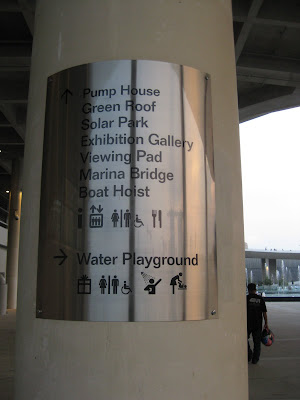 Pump House
Green Roof
Solar Park
Exhibition Gallery
Viewing Pad
Marina Bridge
Boat Hoist
Water Playground